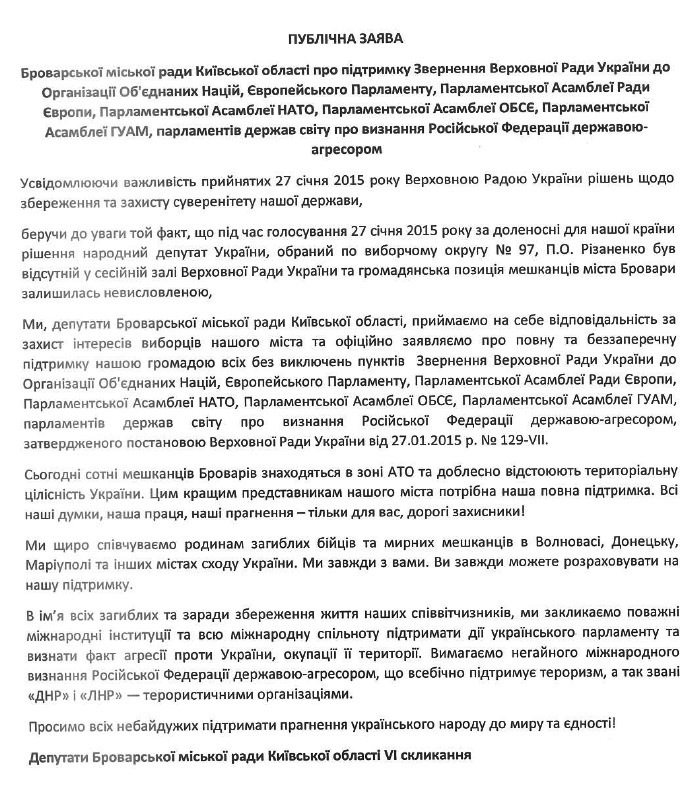 ПУБЛІЧНА ЗАЯВА
Броварської міської ради Київської області про підтримку Звернення Верховної Ради України до
Організації Об'єднаних Націй, Європейського Парламенту, Парламентської Асамблеї Ради
Європи, Парламентської Асамблеї НАТО, Парламентської Асамблеї ОБСЄ, Парламентської
Асамблеї ГУАМ, парламентів держав світу про визнання Російської Федерації державою-
агресором
Усвідомлюючи важливість прийнятих 27 січня 2015 року Верховною Радою України рішень щодо
збереження та захисту суверенітету нашої держави,
беручи до уваги той факт, що під час голосування 27 січня 2015 року за доленосні для нашої країни
рішення народний депутат України, обраний по виборчому округу № 97, П.О. Різаненко був
відсутній у сесійній залі Верховної Ради України та громадянська позиція мешканців міста Бровари
залишилась невисловленою,
Ми, депутати Броварської міської ради Київської області, приймаємо на себе відповідальність за
захист інтересів виборців нашого міста та офіційно заявляємо про повну та беззаперечну
підтримку нашою громадою всіх без виключень пунктів Звернення Верховної Ради України до
Організації Об'єднаних Націй, Європейського Парламенту, Парламентської Асамблеї Ради Європи,
Парламентської Асамблеї НАТО, Парламентської Асамблеї ОБСЄ, Парламентської Асамблеї ГУАМ,
парламентів держав світу про визнання Російської Федерації державою-агресором,
затвердженого постановою Верховної Ради України від 27.01.2015 р. № 129-VII.
Сьогодні сотні мешканців Броварів знаходяться в зоні АТО та доблесно відстоюють територіальну
цілісність України. Цим кращим представникам нашого міста потрібна наша повна підтримка. Всі
наші думки, наша праця, наші прагнення – тільки для вас, дорогі захисники!
Ми щиро співчуваємо родинам загиблих бійців та мирних мешканців в Волновасі, Донецьку,
Маріуполі та інших містах сходу України. Ми завжди з вами. Ви завжди можете розраховувати на
нашу підтримку.
В ім’я всіх загиблих та заради збереження життя наших співвітчизників, ми закликаємо поважні
міжнародні інституції та всю міжнародну спільноту підтримати дії українського парламенту та
визнати факт агресії проти України, окупації її території. Вимагаємо негайного міжнародного
визнання Російської Федерації державою-агресором, що всебічно підтримує тероризм, а так звані
«ДНР» і «ЛНР» — терористичними організаціями.
Просимо всіх небайдужих підтримати прагнення українського народу до миру та єдності!
Депутати Броварської міської ради Київської області VI скликання